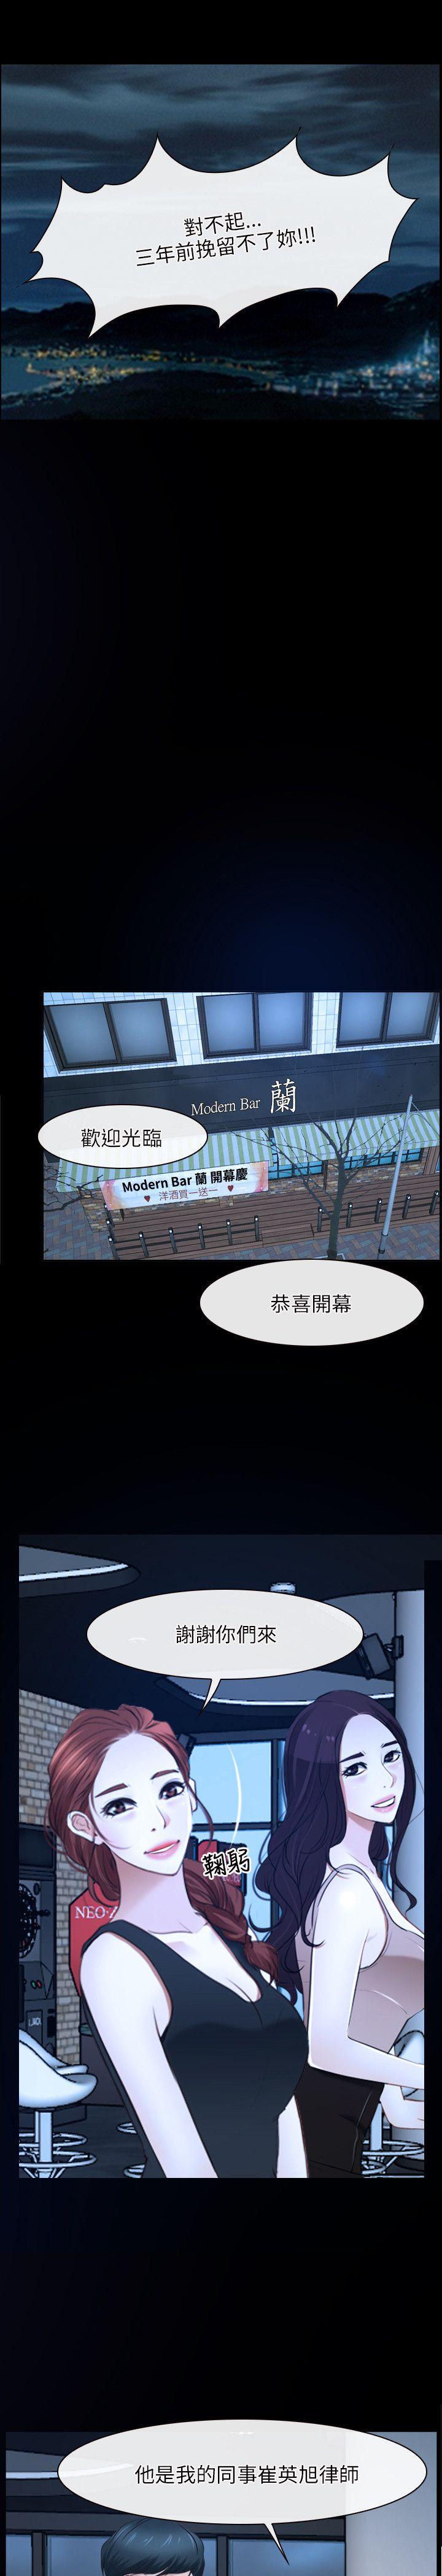 對不起...
三年前挽留不了妳!!!
Modern Bar 蘭
歡迎光臨
Modern Bar 蘭 開幕慶
♥ 洋酒買一送一 ♥
恭喜開幕
謝謝你們來
鞠躬
NEO
他是我的同事崔英旭律師